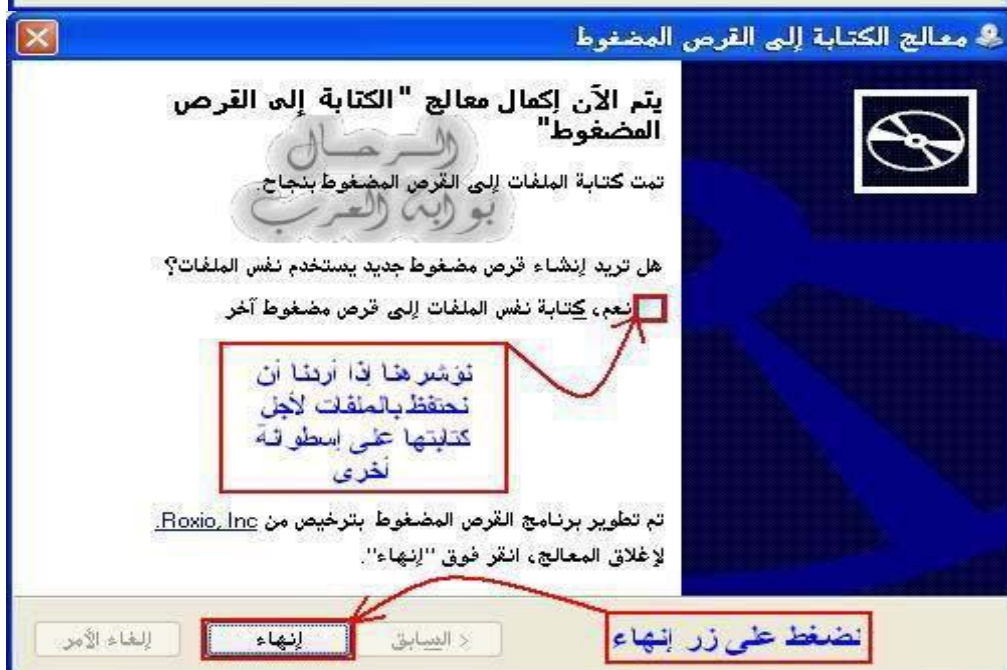 معالج الكتابة إلى القرص المضغوط
يتم الآن إكمال معالج "الكتابة إلى القرص
المضغوط"
الرحال
تمت كتابة الملفات إلى القرص المضغوط بنجاح.
بوابة العرب
هل تريد إنشاء قرص مضغوط جديد يستخدم نفس الملفات؟
نعم، كتابة نفس الملفات إلى قرص مضغوط آخر
نؤشر هنا إذا أردنا أن
نحتفظ بالملفات لأجل
كتابتها على إسطوانة
أخرى
تم تطوير برنامج القرص المضغوط بترخيص من Roxio, Inc.
لإغلاق المعالج، انقر فوق "إنهاء".
نضغط على زر إنهاء
< السابق
إنهاء
إلغاء الأمر